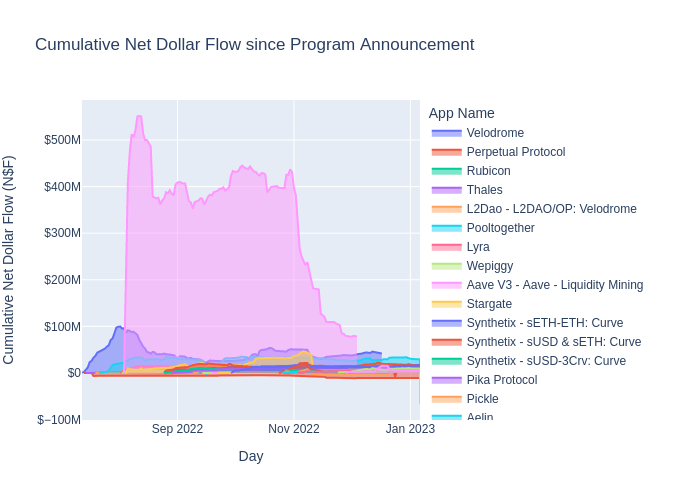 Cumulative Net Dollar Flow since Program Announcement
Cumulative Net Dollar Flow (N$F)
$500M
$400M
$300M
$200M
$100M
$0
$−100M
Sep 2022
Nov 2022
Jan 2023
Day
App Name
Velodrome
Perpetual Protocol
Rubicon
Thales
L2Dao - L2DAO/OP: Velodrome
Pooltogether
Lyra
Wepiggy
Aave V3 - Aave - Liquidity Mining
Stargate
Synthetix - sETH-ETH: Curve
Synthetix - sUSD & sETH: Curve
Synthetix - sUSD-3Crv: Curve
Pika Protocol
Pickle
Aelin